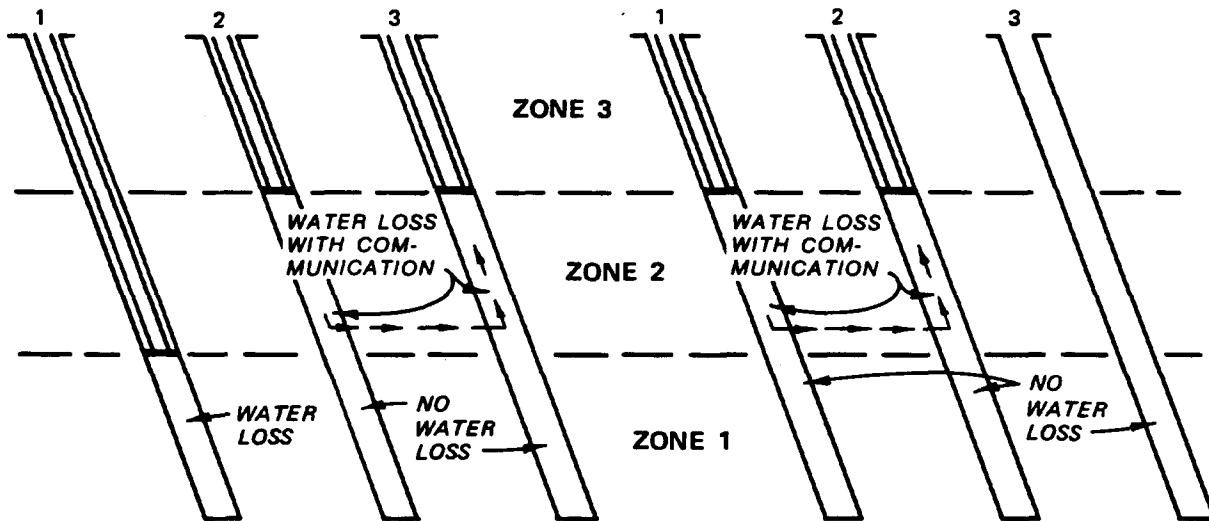 1 2 3 1 2 3
ZONE 3
WATER LOSS
WITH COM-
MUNICATION
WATER LOSS
WITH COM-
MUNICATION
ZONE 2
WATER
LOSS
NO
WATER
LOSS
ZONE 1
NO
WATER
LOSS